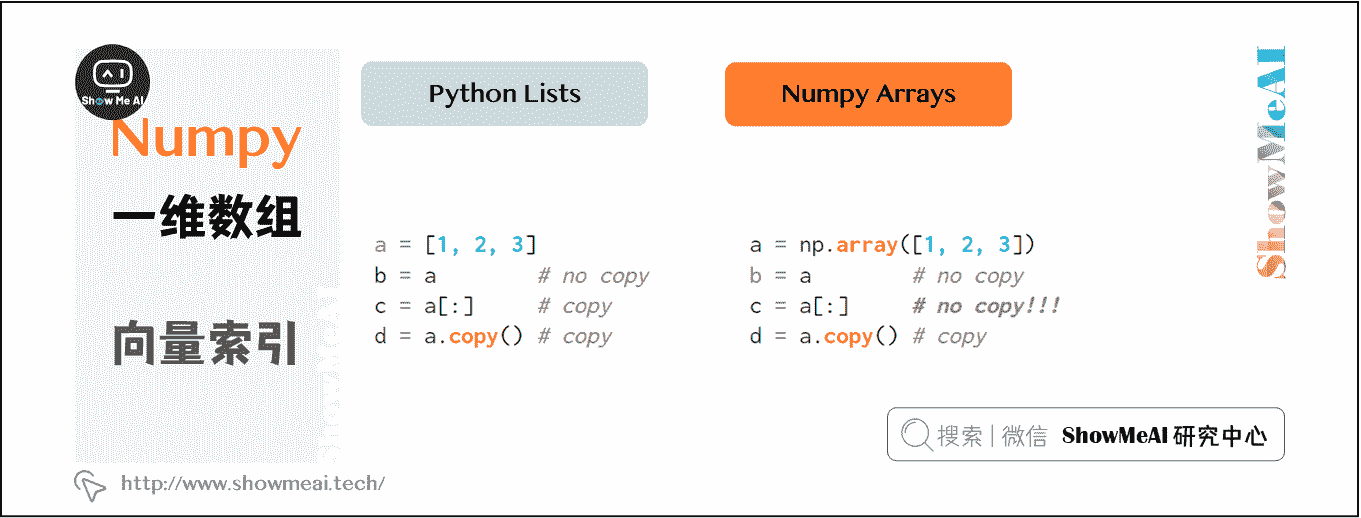 Show Me AI
Numpy
一维数组
向量索引
Python Lists
a = [1, 2, 3]
b = a # no copy
c = a[:] # copy
d = a.copy() # copy
Numpy Arrays
a = np.array([1, 2, 3])
b = a # no copy
c = a[:] # no copy!!!
d = a.copy() # copy
ShowMeAI
搜索 | 微信 ShowMeAI 研究中心
http://www.showmeai.tech/